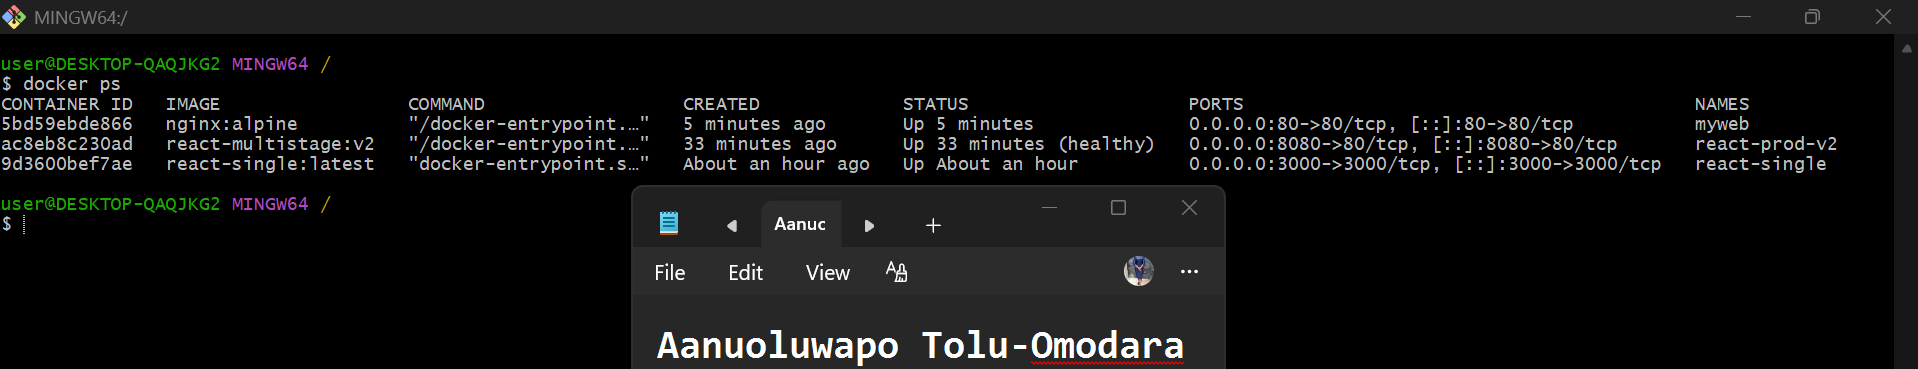 MINGW64:/
user@DESKTOP-QAQJKG2 MINGW64 /
$ docker ps
CONTAINER ID   IMAGE                 COMMAND                  CREATED             STATUS                    PORTS                                         NAMES
5bd59ebde866   nginx:alpine          "/docker-entrypoint.…"   5 minutes ago       Up 5 minutes              0.0.0.0:80->80/tcp, [::]:80->80/tcp           myweb
ac8eb8c230ad   react-multistage:v2   "/docker-entrypoint.…"   33 minutes ago      Up 33 minutes (healthy)   0.0.0.0:8080->80/tcp, [::]:8080->80/tcp       react-prod-v2
9d3600bef7ae   react-single:latest   "docker-entrypoint.s…"   About an hour ago   Up About an hour          0.0.0.0:3000->3000/tcp, [::]:3000->3000/tcp   react-single
user@DESKTOP-QAQJKG2 MINGW64 /
$
Aanuc
File Edit View
Aanuoluwapo Tolu-Omodara